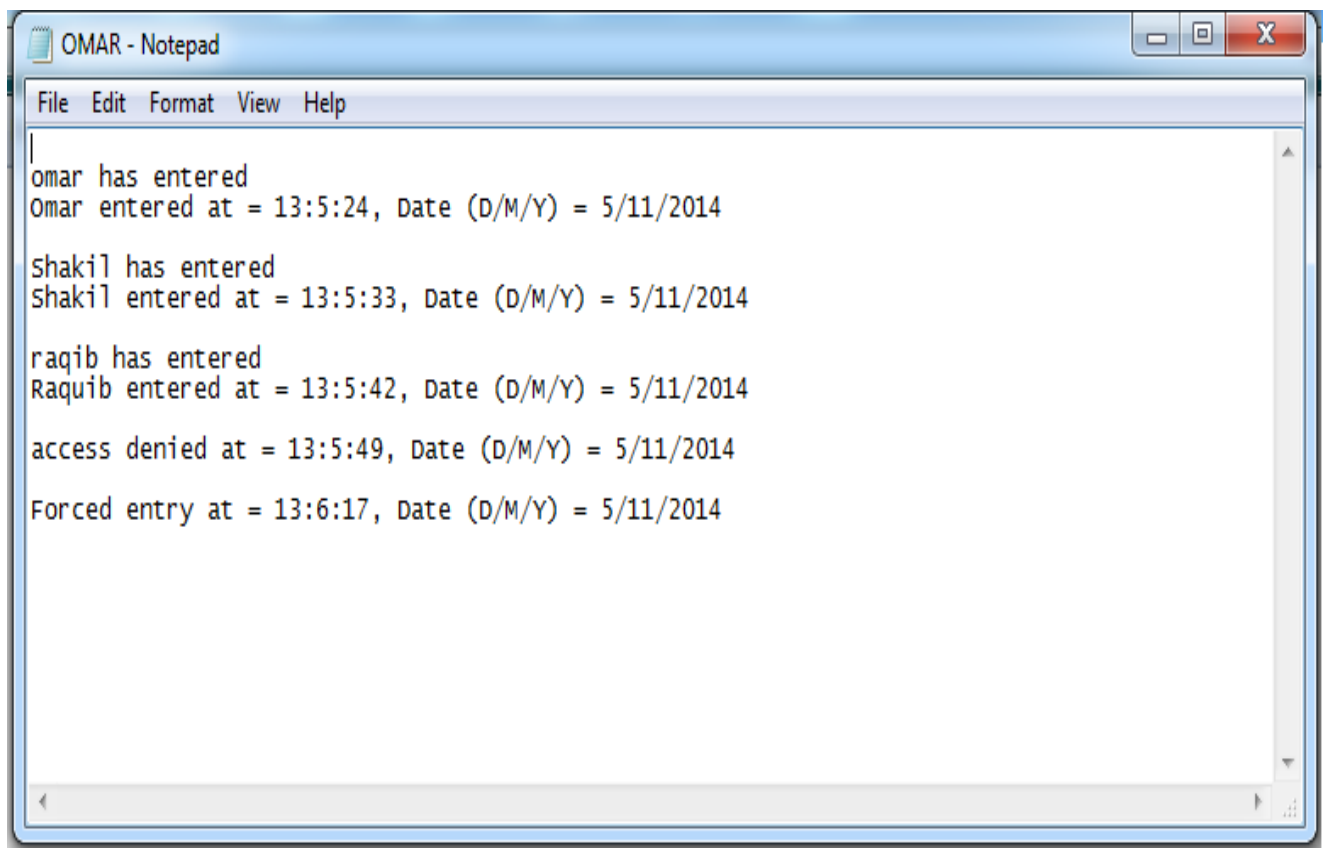 OMAR - Notepad
File Edit Format View Help
omar has entered
Omar entered at = 13:5:24, Date (D/M/Y) = 5/11/2014
Shakil has entered
Shakil entered at = 13:5:33, Date (D/M/Y) = 5/11/2014
raqib has entered
Raquib entered at = 13:5:42, Date (D/M/Y) = 5/11/2014
access denied at = 13:5:49, Date (D/M/Y) = 5/11/2014
Forced entry at = 13:6:17, Date (D/M/Y) = 5/11/2014